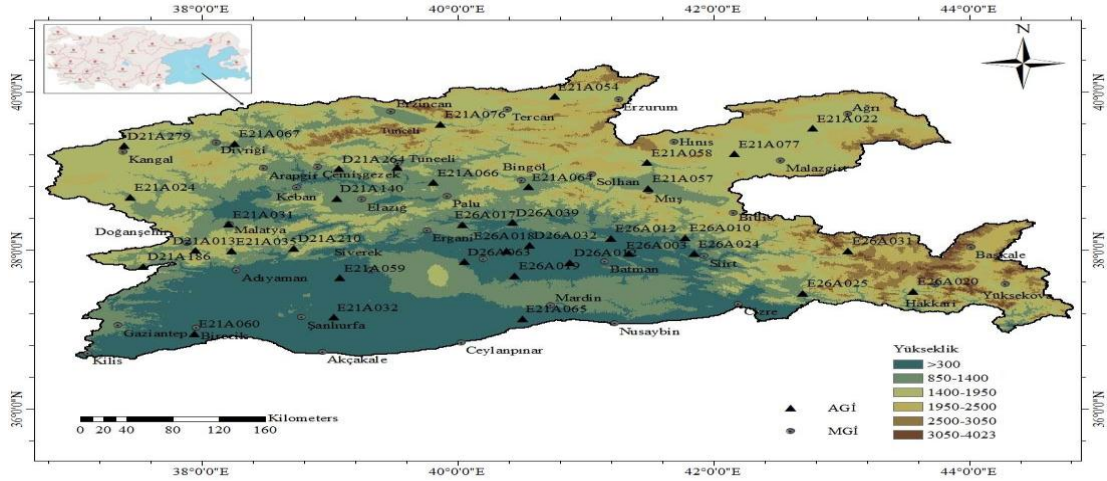 38°0'0"E 40°0'0"E 42°0'0"E 44°0'0"E
40°0'0"N
38°0'0"N
36°0'0"N
E21A054
Erzincan
E21A076
Tercan
Erzurum
Ağrı
E21A022
D21A279
E21A067
Divriği
Kangal
Tunceli
Hınıs
E21A077
E21A058
Malazgirt
D21A264
Tunceli
Arapgir
Çemişgezek
Bingöl
E21A066
E21A064
Solhan
E21A057
E21A024
Keban
D21A140
Elazığ
Palu
Muş
Bitlis
E21A031
Malatya
Doğanşehir
E26A017
D26A039
Ergani
E26A012
E26A010
D21A013
E21A035
D21A210
E26A018
D26A032
E26A003
E26A024
E26A031
Başkale
D21A186
Siverek
D26A063
Batman
Siirt
Adıyaman
E21A059
E26A019
E26A025
E26A020
Hakkari
Yüksekova
Mardin
E21A032
E21A065
Cizre
Şanlıurfa
Gaziantep
E21A060
Birecik
Nusaybin
Kilis
Akçakale
Ceylanpınar
Yükseklik
>300
850-1400
1400-1950
1950-2500
2500-3050
3050-4023
AGİ
MGİ
Kilometers
0 20 40 80 120 160
38°0'0"E 40°0'0"E 42°0'0"E 44°0'0"E
40°0'0"N
38°0'0"N
36°0'0"N